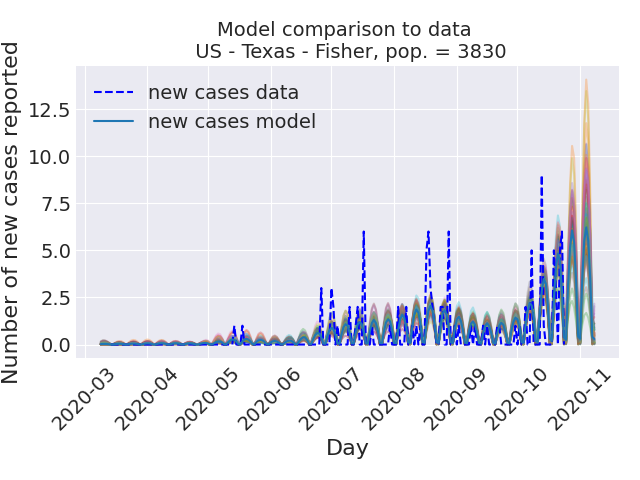 Model comparison to data
US - Texas - Fisher, pop. = 3830
new cases data
new cases model
Number of new cases reported
12.5
10.0
7.5
5.0
2.5
0.0
2020-03
2020-04
2020-05
2020-06
2020-07
2020-08
2020-09
2020-10
2020-11
Day